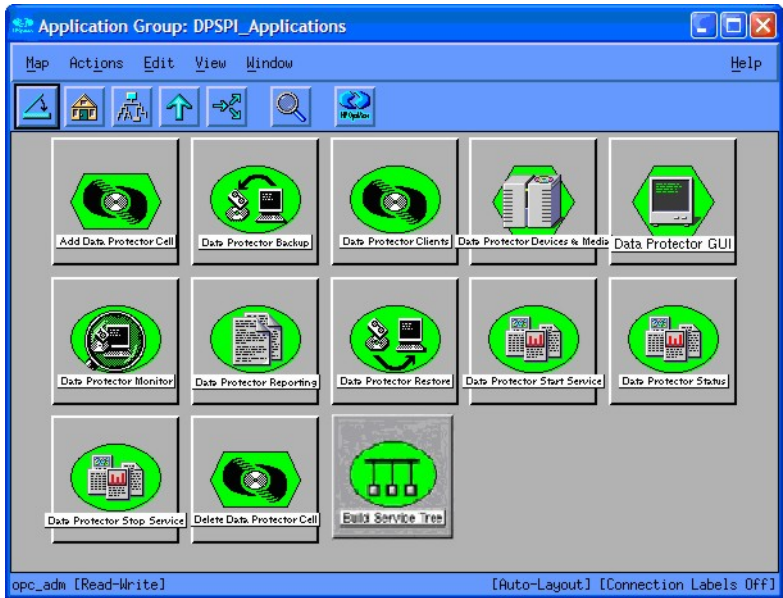 Application Group: DPSPI_Applications
Map Actions Edit View Window Help
HP OpenView
Add Data Protector Cell
Data Protector Backup
Data Protector Clients
Data Protector Devices & Media
Data Protector GUI
Data Protector Monitor
Data Protector Reporting
Data Protector Restore
Data Protector Start Service
Data Protector Status
Data Protector Stop Service
Delete Data Protector Cell
Build Service Tree
opc_adm [Read-Write] [Auto-Layout] [Connection Labels Off]